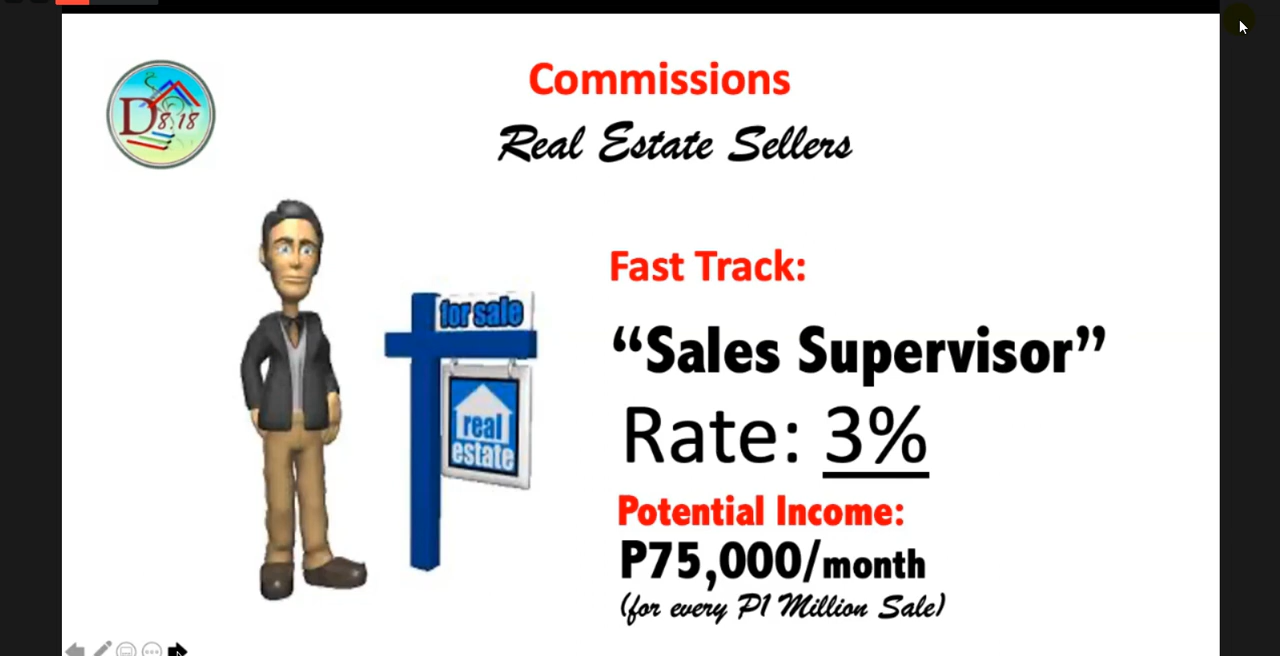 Commissions
Real Estate Sellers
D8.18
for sale
real
estate
Fast Track:
“Sales Supervisor”
Rate: 3%
Potential Income:
P75,000/month
(for every P1 Million Sale)